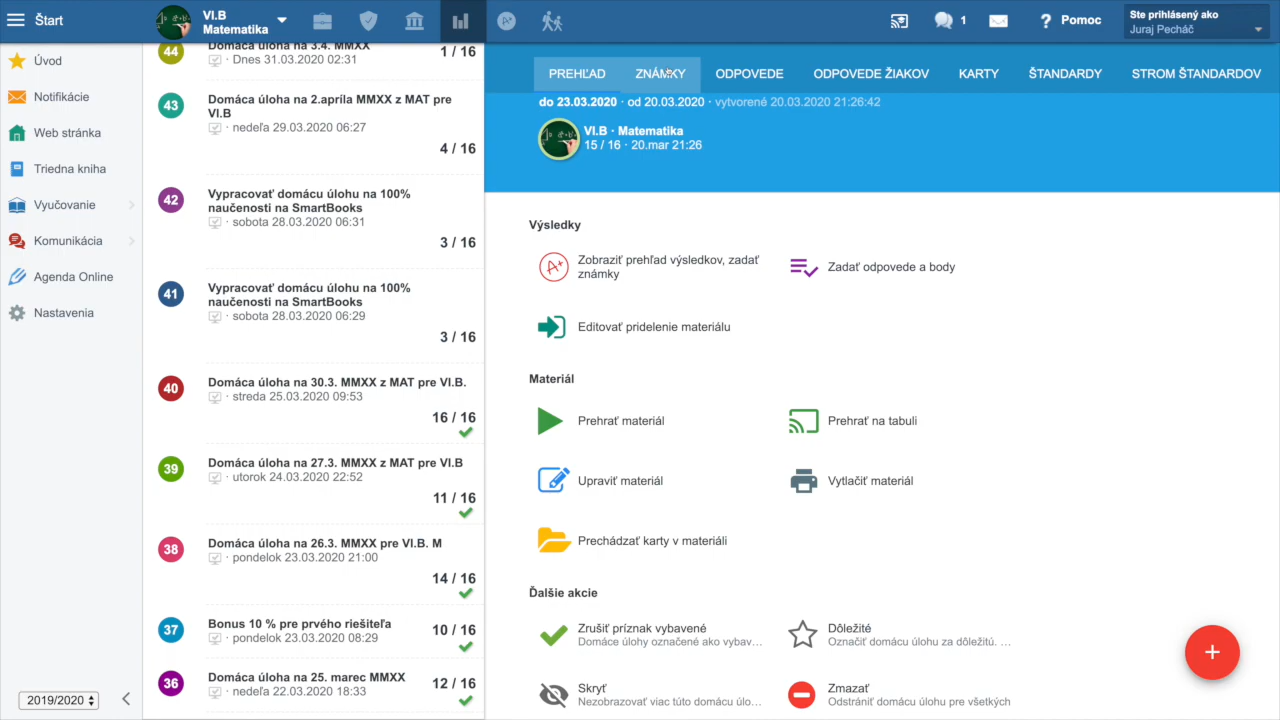 Štart
VI.B
Matematika
1
Pomoc
Ste prihlásený ako
Juraj Pecháč
Úvod
Notifikácie
Web stránka
Triedna kniha
Vyučovanie
Komunikácia
Agenda Online
Nastavenia
2019/2020
44
Domáca úloha na 3.4. MMXX
· Dnes 31.03.2020 02:31
1 / 16
43
Domáca úloha na 2.apríla MMXX z MAT pre
VI.B
· nedeľa 29.03.2020 06:27
4 / 16
42
Vypracovať domácu úlohu na 100%
naučenosti na SmartBooks
· sobota 28.03.2020 06:31
3 / 16
41
Vypracovať domácu úlohu na 100%
naučenosti na SmartBooks
· sobota 28.03.2020 06:29
3 / 16
40
Domáca úloha na 30.3. MMXX z MAT pre VI.B.
· streda 25.03.2020 09:53
16 / 16
39
Domáca úloha na 27.3. MMXX z MAT pre VI.B
· utorok 24.03.2020 22:52
11 / 16
38
Domáca úloha na 26.3. MMXX pre VI.B. M
· pondelok 23.03.2020 21:00
14 / 16
37
Bonus 10 % pre prvého riešiteľa
· pondelok 23.03.2020 08:29
10 / 16
36
Domáca úloha na 25. marec MMXX
· nedeľa 22.03.2020 18:33
12 / 16
PREHĽAD
ZNÁMKY
ODPOVEDE
ODPOVEDE ŽIAKOV
KARTY
ŠTANDARDY
STROM ŠTANDARDOV
do 23.03.2020 · od 20.03.2020 · vytvorené 20.03.2020 21:26:42
VI.B · Matematika
15 / 16 · 20.mar 21:26
Výsledky
A+
Zobraziť prehľad výsledkov, zadať
známky
Zadať odpovede a body
Editovať pridelenie materiálu
Materiál
Prehrať materiál
Prehrať na tabuli
Upraviť materiál
Vytlačiť materiál
Prechádzať karty v materiáli
Ďalšie akcie
Zrušiť príznak vybavené
Domáce úlohy označené ako vybav…
Dôležité
Označiť domácu úlohu za dôležitú. …
Skryť
Nezobrazovať viac túto domácu úlo…
Zmazať
Odstrániť domácu úlohu pre všetkých